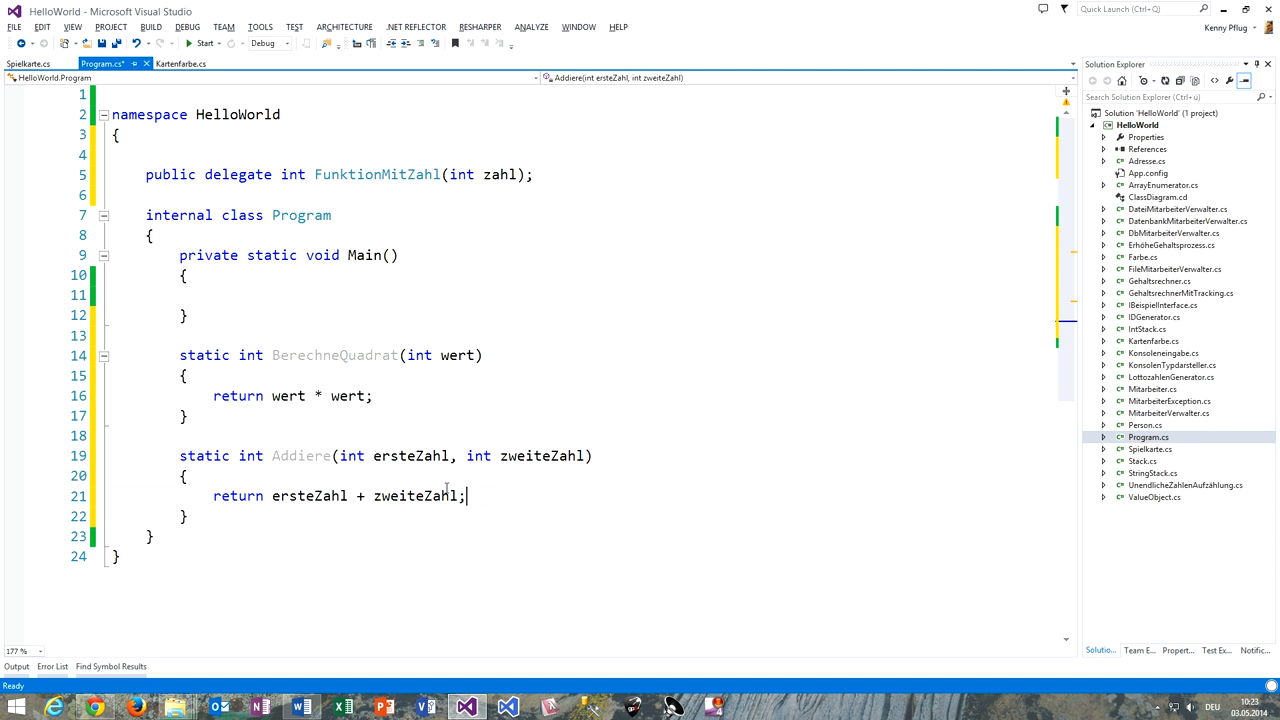 HelloWorld - Microsoft Visual Studio
Quick Launch (Ctrl+Ü)
FILE EDIT VIEW PROJECT BUILD DEBUG TEAM TOOLS TEST ARCHITECTURE .NET REFLECTOR RESHARPER ANALYZE WINDOW HELP
Kenny Pflug
Start
Debug
Spielkarte.cs
Program.cs*
Kartenfarbe.cs
HelloWorld.Program
Addiere(int ersteZahl, int zweiteZahl)
1
2 namespace HelloWorld
3 {
4
5 public delegate int FunktionMitZahl(int zahl);
6
7 internal class Program
8 {
9 private static void Main()
10 {
11
12 }
13
14 static int BerechneQuadrat(int wert)
15 {
16 return wert * wert;
17 }
18
19 static int Addiere(int ersteZahl, int zweiteZahl)
20 {
21 return ersteZahl + zweiteZahl;
22 }
23 }
24 }
177 %
Solution Explorer
Search Solution Explorer (Ctrl+ü)
Solution 'HelloWorld' (1 project)
HelloWorld
Properties
References
Adresse.cs
App.config
ArrayEnumerator.cs
ClassDiagram.cd
DateiMitarbeiterVerwalter.cs
DatenbankMitarbeiterVerwalter.cs
DbMitarbeiterVerwalter.cs
ErhöheGehaltsprozess.cs
Farbe.cs
FileMitarbeiterVerwalter.cs
Gehaltsrechner.cs
GehaltsrechnerMitTracking.cs
IBeispielInterface.cs
IDGenerator.cs
IntStack.cs
Kartenfarbe.cs
Konsoleneingabe.cs
KonsolenTypdarsteller.cs
LottozahlenGenerator.cs
Mitarbeiter.cs
MitarbeiterException.cs
MitarbeiterVerwalter.cs
Person.cs
Program.cs
Spielkarte.cs
Stack.cs
StringStack.cs
UnendlicheZahlenAufzählung.cs
ValueObject.cs
Solutio... Team E... Propert... Test Ex... Notific...
Output Error List Find Symbol Results
Ready
DEU
10:23
03.05.2014